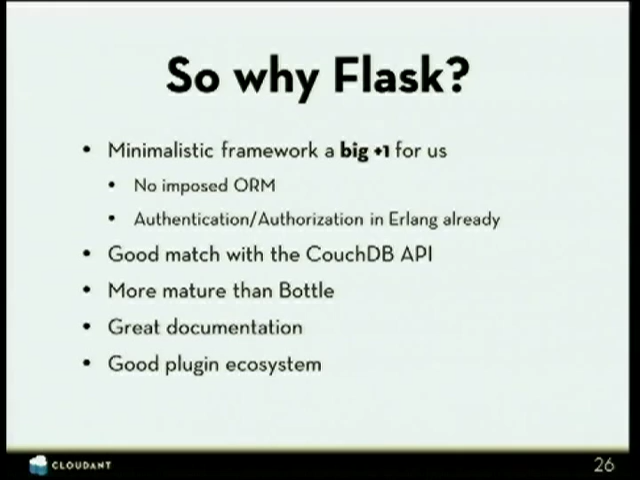 So why Flask?
• Minimalistic framework a big +1 for us
• No imposed ORM
• Authentication/Authorization in Erlang already
• Good match with the CouchDB API
• More mature than Bottle
• Great documentation
• Good plugin ecosystem
CLOUDANT
26